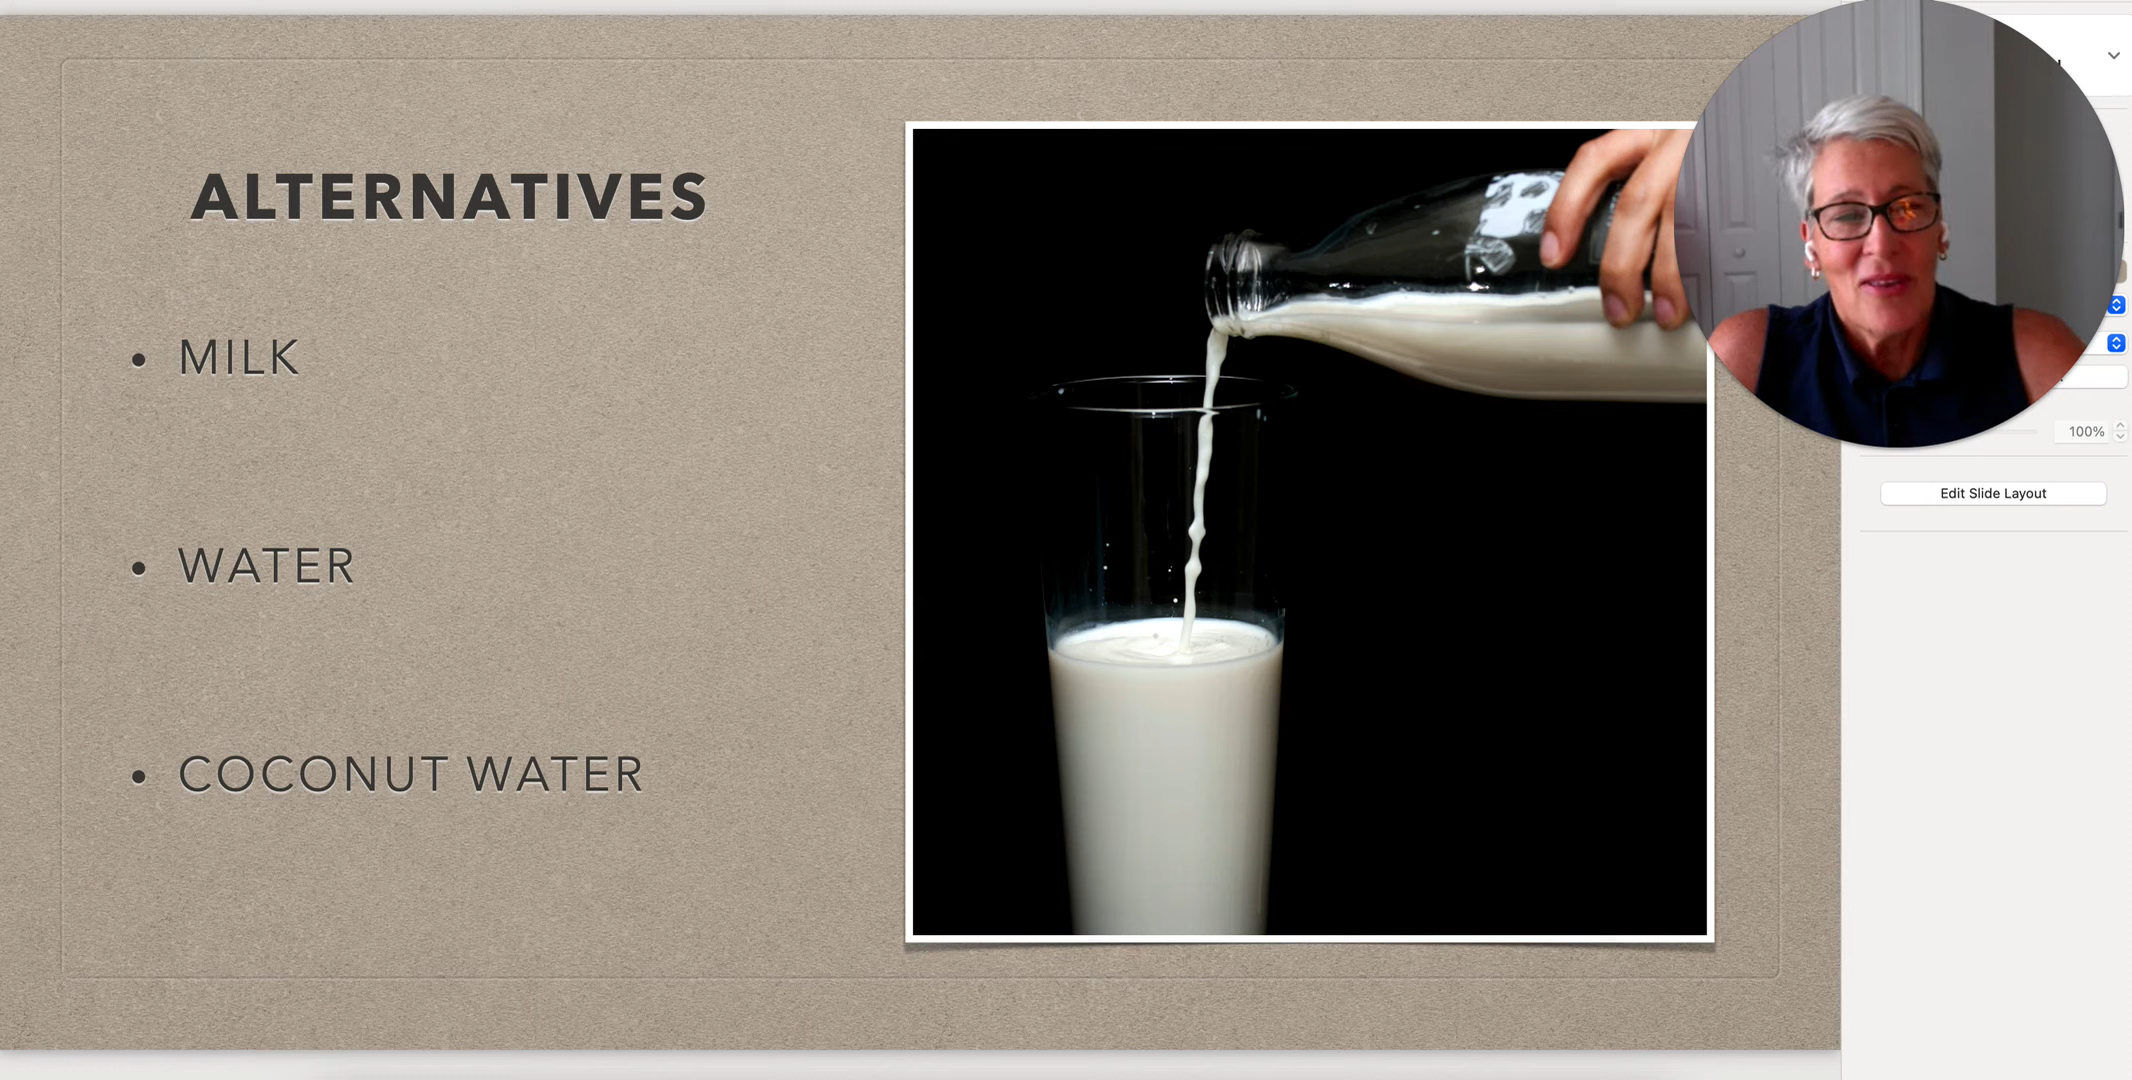 ALTERNATIVES
• MILK
• WATER
• COCONUT WATER
100%
Edit Slide Layout